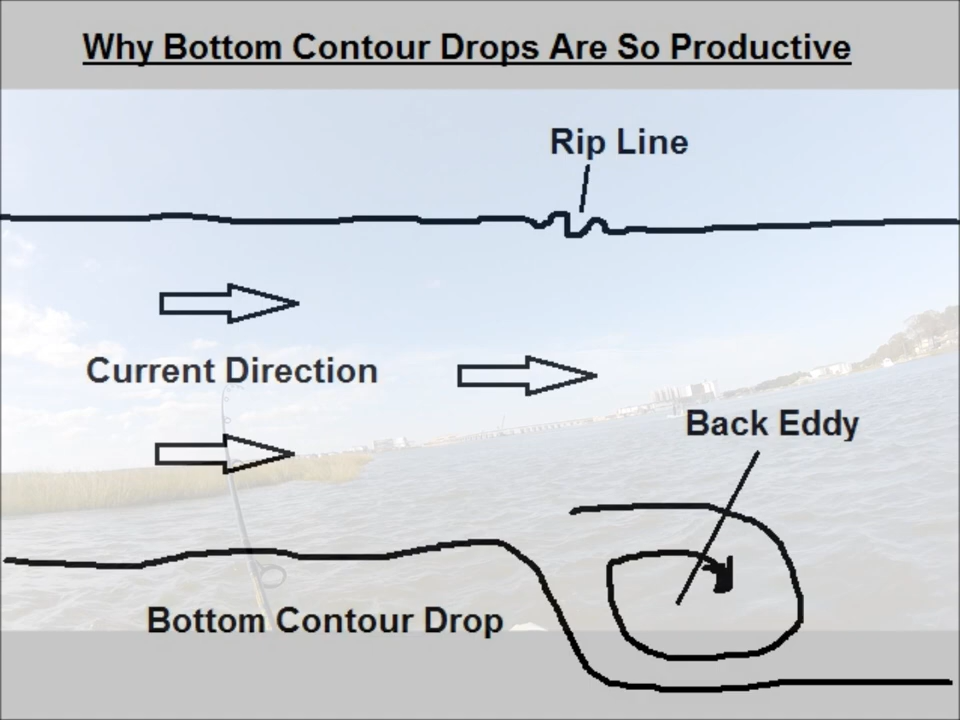 Why Bottom Contour Drops Are So Productive
Rip Line
Current Direction
Back Eddy
Bottom Contour Drop